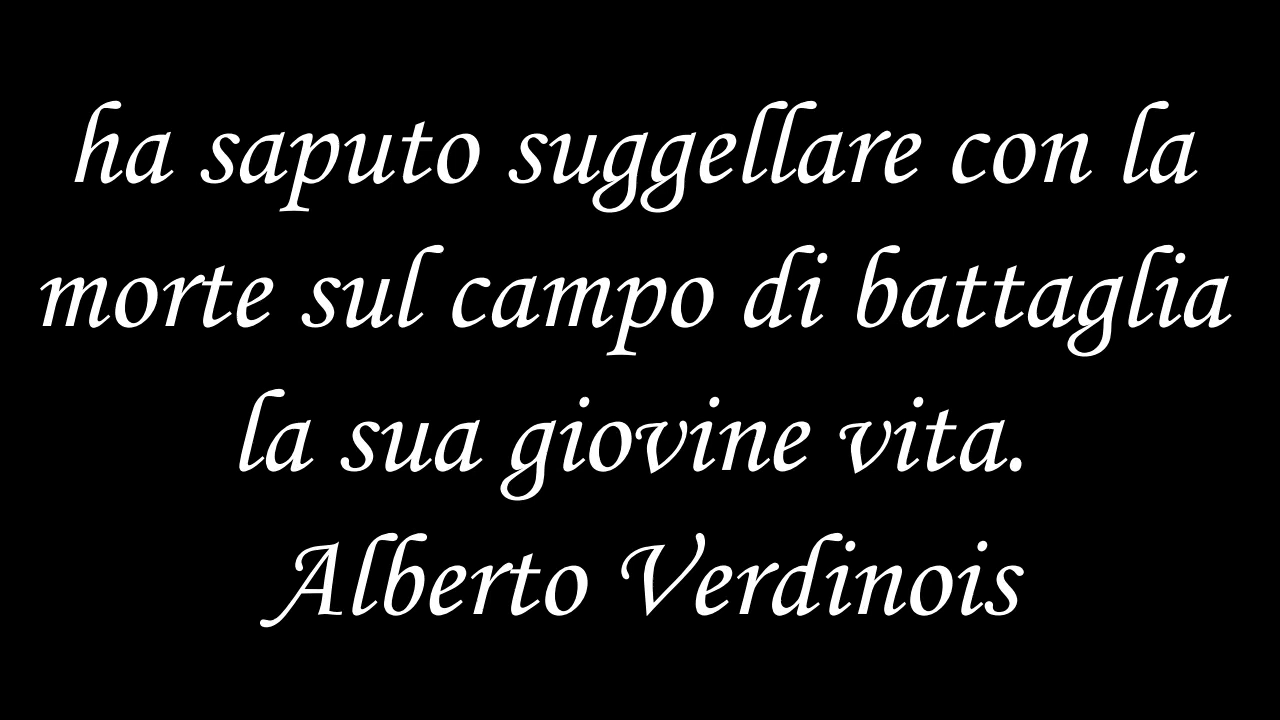 ha saputo suggellare con la
morte sul campo di battaglia
la sua giovine vita.
Alberto Verdinois